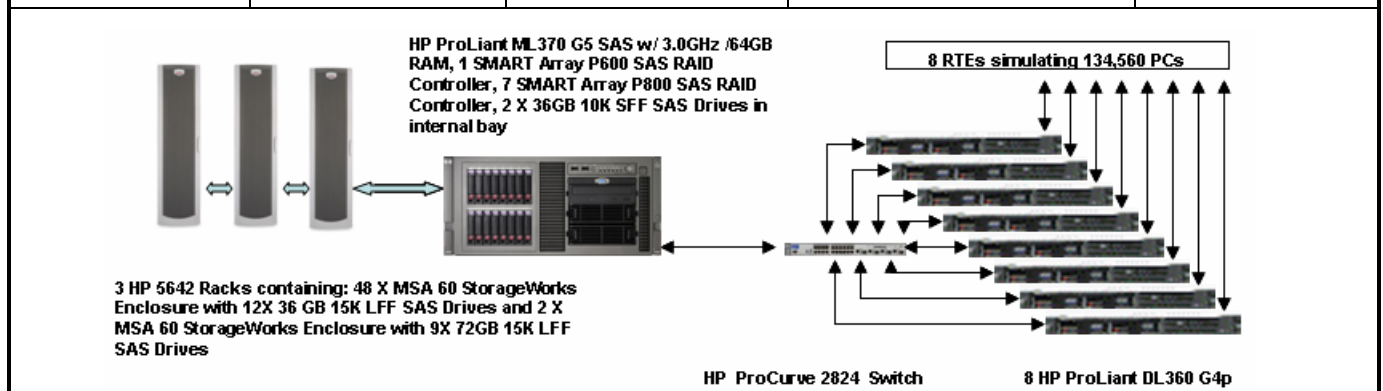 HP ProLiant ML370 G5 SAS w/ 3.0GHz /64GB
RAM, 1 SMART Array P600 SAS RAID
Controller, 7 SMART Array P800 SAS RAID
Controller, 2 X 36GB 10K SFF SAS Drives in
internal bay
8 RTEs simulating 134,560 PCs
3 HP 5642 Racks containing: 48 X MSA 60 StorageWorks
Enclosure with 12X 36 GB 15K LFF SAS Drives and 2 X
MSA 60 StorageWorks Enclosure with 9X 72GB 15K LFF
SAS Drives
HP ProCurve 2824 Switch
8 HP ProLiant DL360 G4p